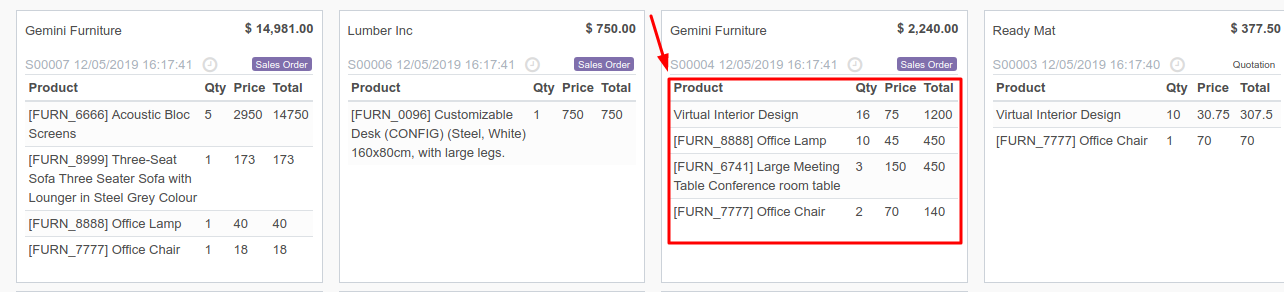 Gemini Furniture $ 14,981.00
S00007 12/05/2019 16:17:41 Sales Order
Product Qty Price Total
[FURN_6666] Acoustic Bloc 5 2950 14750
Screens
[FURN_8999] Three-Seat 1 173 173
Sofa Three Seater Sofa with
Lounger in Steel Grey Colour
[FURN_8888] Office Lamp 1 40 40
[FURN_7777] Office Chair 1 18 18
Lumber Inc $ 750.00
S00006 12/05/2019 16:17:41 Sales Order
Product Qty Price Total
[FURN_0096] Customizable 1 750 750
Desk (CONFIG) (Steel, White)
160x80cm, with large legs.
Gemini Furniture $ 2,240.00
S00004 12/05/2019 16:17:41 Sales Order
Product Qty Price Total
Virtual Interior Design 16 75 1200
[FURN_8888] Office Lamp 10 45 450
[FURN_6741] Large Meeting 3 150 450
Table Conference room table
[FURN_7777] Office Chair 2 70 140
Ready Mat $ 377.50
S00003 12/05/2019 16:17:40 Quotation
Product Qty Price Total
Virtual Interior Design 10 30.75 307.5
[FURN_7777] Office Chair 1 70 70